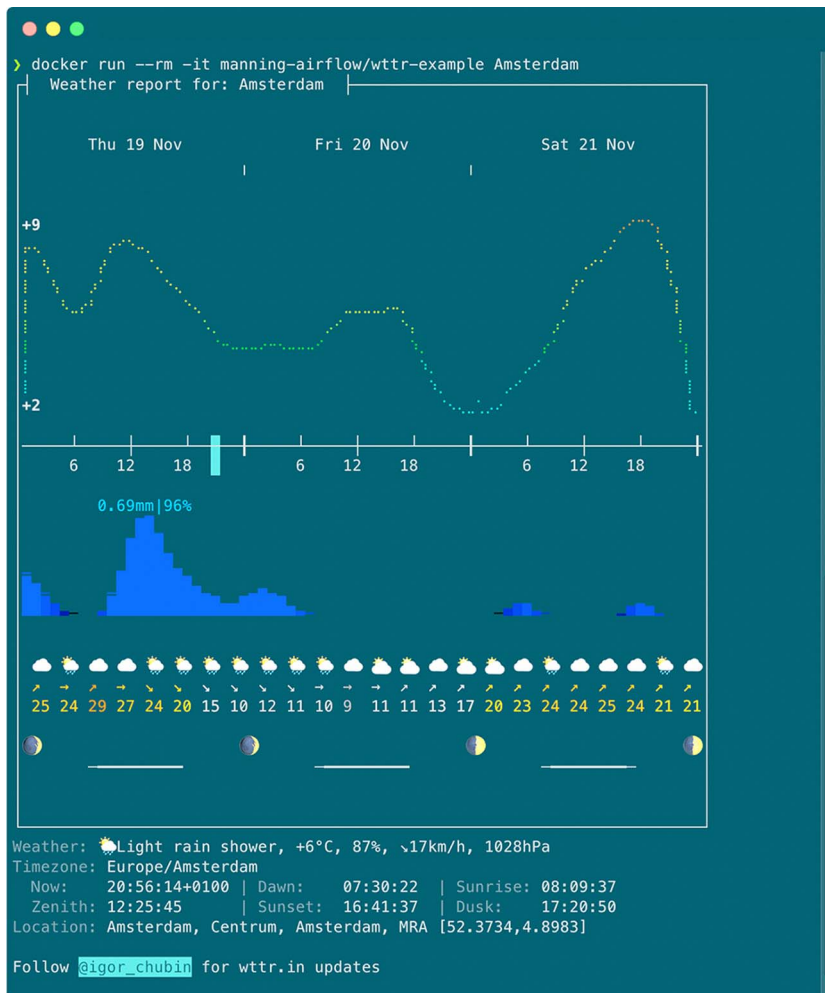 ❯ docker run --rm -it manning-airflow/wttr-example Amsterdam
Weather report for: Amsterdam
Thu 19 Nov Fri 20 Nov Sat 21 Nov
+9
+2
6 12 18 6 12 18 6 12 18
0.69mm|96%
↗ → ↗ → ↘ ↘ ↘ ↘ ↘ ↘ → → → ↗ ↗ ↗ ↗ ↗ ↗ ↗ ↗ ↗ ↗ ↗
25 24 29 27 24 20 15 10 12 11 10 9 11 11 13 17 20 23 24 24 25 24 21 21
Weather: 🌦Light rain shower, +6°C, 87%, ↘17km/h, 1028hPa
Timezone: Europe/Amsterdam
Now: 20:56:14+0100 | Dawn: 07:30:22 | Sunrise: 08:09:37
Zenith: 12:25:45 | Sunset: 16:41:37 | Dusk: 17:20:50
Location: Amsterdam, Centrum, Amsterdam, MRA [52.3734,4.8983]
Follow @igor_chubin for wttr.in updates